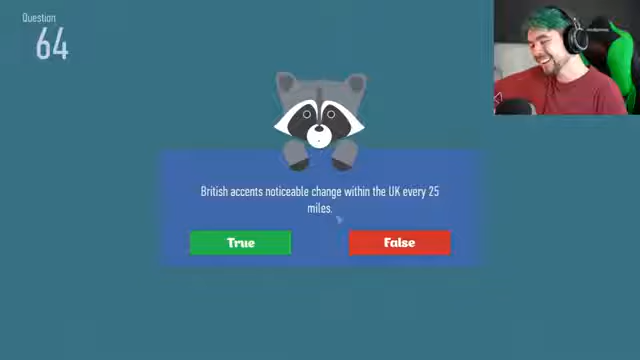 Question
64
British accents noticeable change within the UK every 25
miles.
True
False